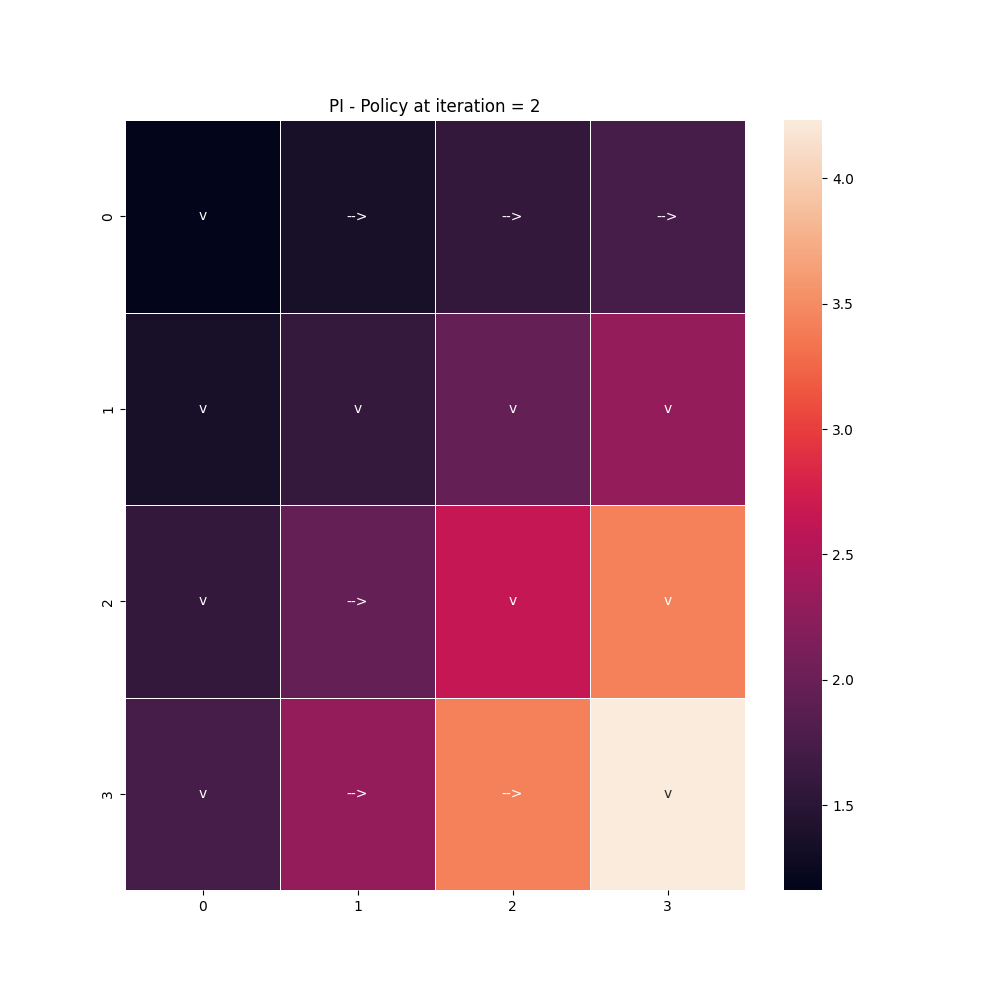 PI - Policy at iteration = 2
0
v
-->
-->
-->
1
v
v
v
v
2
v
-->
v
v
3
v
-->
-->
v
0
1
2
3
4.0
3.5
3.0
2.5
2.0
1.5